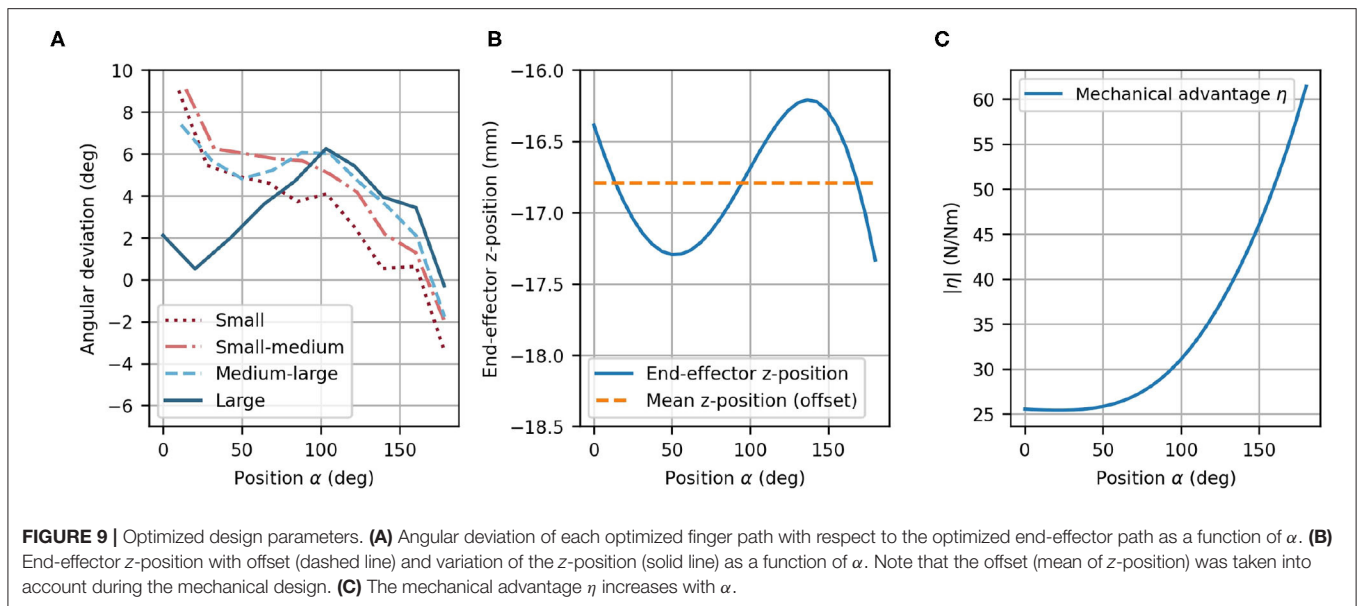 A
10
8
6
4
2
0
−2
−4
−6
Angular deviation (deg)
Small
Small-medium
Medium-large
Large
0 50 100 150
Position α (deg)
B
−16.0
−16.5
−17.0
−17.5
−18.0
−18.5
End-effector z-position (mm)
End-effector z-position
Mean z-position (offset)
0 50 100 150
Position α (deg)
C
Mechanical advantage η
60
55
50
45
40
35
30
25
|η| (N/Nm)
0 50 100 150
Position α (deg)
FIGURE 9 | Optimized design parameters. (A) Angular deviation of each optimized finger path with respect to the optimized end-effector path as a function of α. (B)
End-effector z-position with offset (dashed line) and variation of the z-position (solid line) as a function of α. Note that the offset (mean of z-position) was taken into
account during the mechanical design. (C) The mechanical advantage η increases with α.